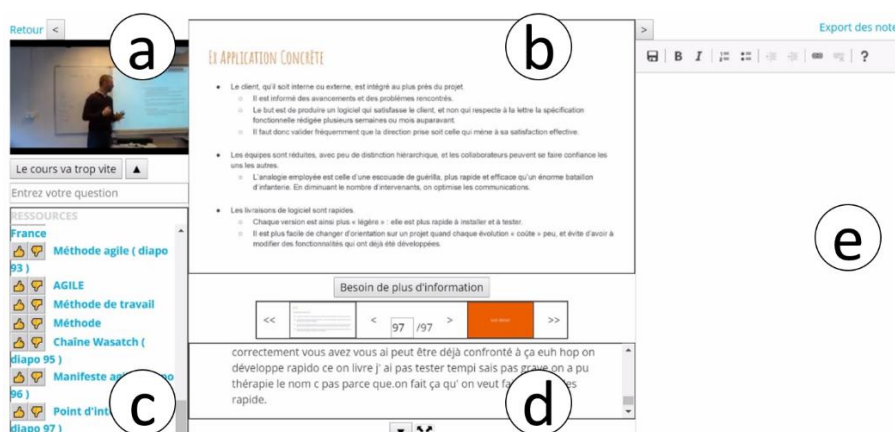 Retour <
a
Le cours va trop vite ▲
Entrez votre question
RESSOURCES
France
Méthode agile ( diapo
93 )
AGILE
Méthode de travail
Méthode
Chaîne Wasatch (
diapo 95 )
Manifeste
96 )
Point
diapo 97 )
c
b
Ex Application Concrète
• Le client, qu'il soit interne ou externe, est intégré au plus près du projet
Il est informé des avancements et des problèmes rencontrés.
Le but est de produire un logiciel qui satisfasse le client, et non qui respecte à la lettre la spécification
fonctionnelle rédigée plusieurs semaines ou mois auparavant
Il faut donc valider fréquemment que la direction prise soit celle qui mène à sa satisfaction effective.
• Les équipes sont réduites, avec peu de distinction hiérarchique, et les collaborateurs peuvent se faire confiance les
uns les autres.
L'analogie employée est celle d'une escouade de guérilla, plus rapide et efficace qu'un énorme bataillon
d'infanterie. En diminuant le nombre d'intervenants, on optimise les communications.
• Les livraisons de logiciel sont rapides.
Chaque version est ainsi plus « légère » : elle est plus rapide à installer et à tester.
Il est plus facile de changer d'orientation sur un projet quand chaque évolution « coûte » peu, et évite d'avoir à
modifier des fonctionnalités qui ont déjà été développées.
Besoin de plus d'information
<< < 97 /97 > >>
correctement vous avez vous ai peut être déjà confronté à ça euh hop on
développe rapido ce on livre j' ai pas tester tempi sais pas grave on a pu
thérapie le nom c pas parce que.on fait ça qu' on veut
rapide.
d
>
Export des note
B I ?
e